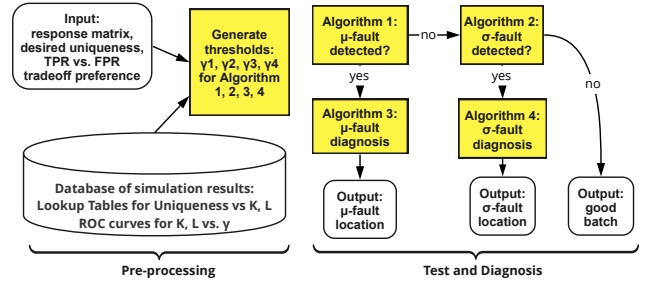 Input:
response matrix,
desired uniqueness,
TPR vs. FPR
tradeoff preference
Generate
thresholds:
γ1, γ2, γ3, γ4
for Algorithm
1, 2, 3, 4
Database of simulation results:
Lookup Tables for Uniqueness vs K, L
ROC curves for K, L vs. γ
Pre-processing
Algorithm 1:
μ-fault
detected?
no
Algorithm 2:
σ-fault
detected?
no
yes
yes
Algorithm 3:
μ-fault
diagnosis
Algorithm 4:
σ-fault
diagnosis
Output:
μ-fault
location
Output:
σ-fault
location
Output:
good
batch
Test and Diagnosis